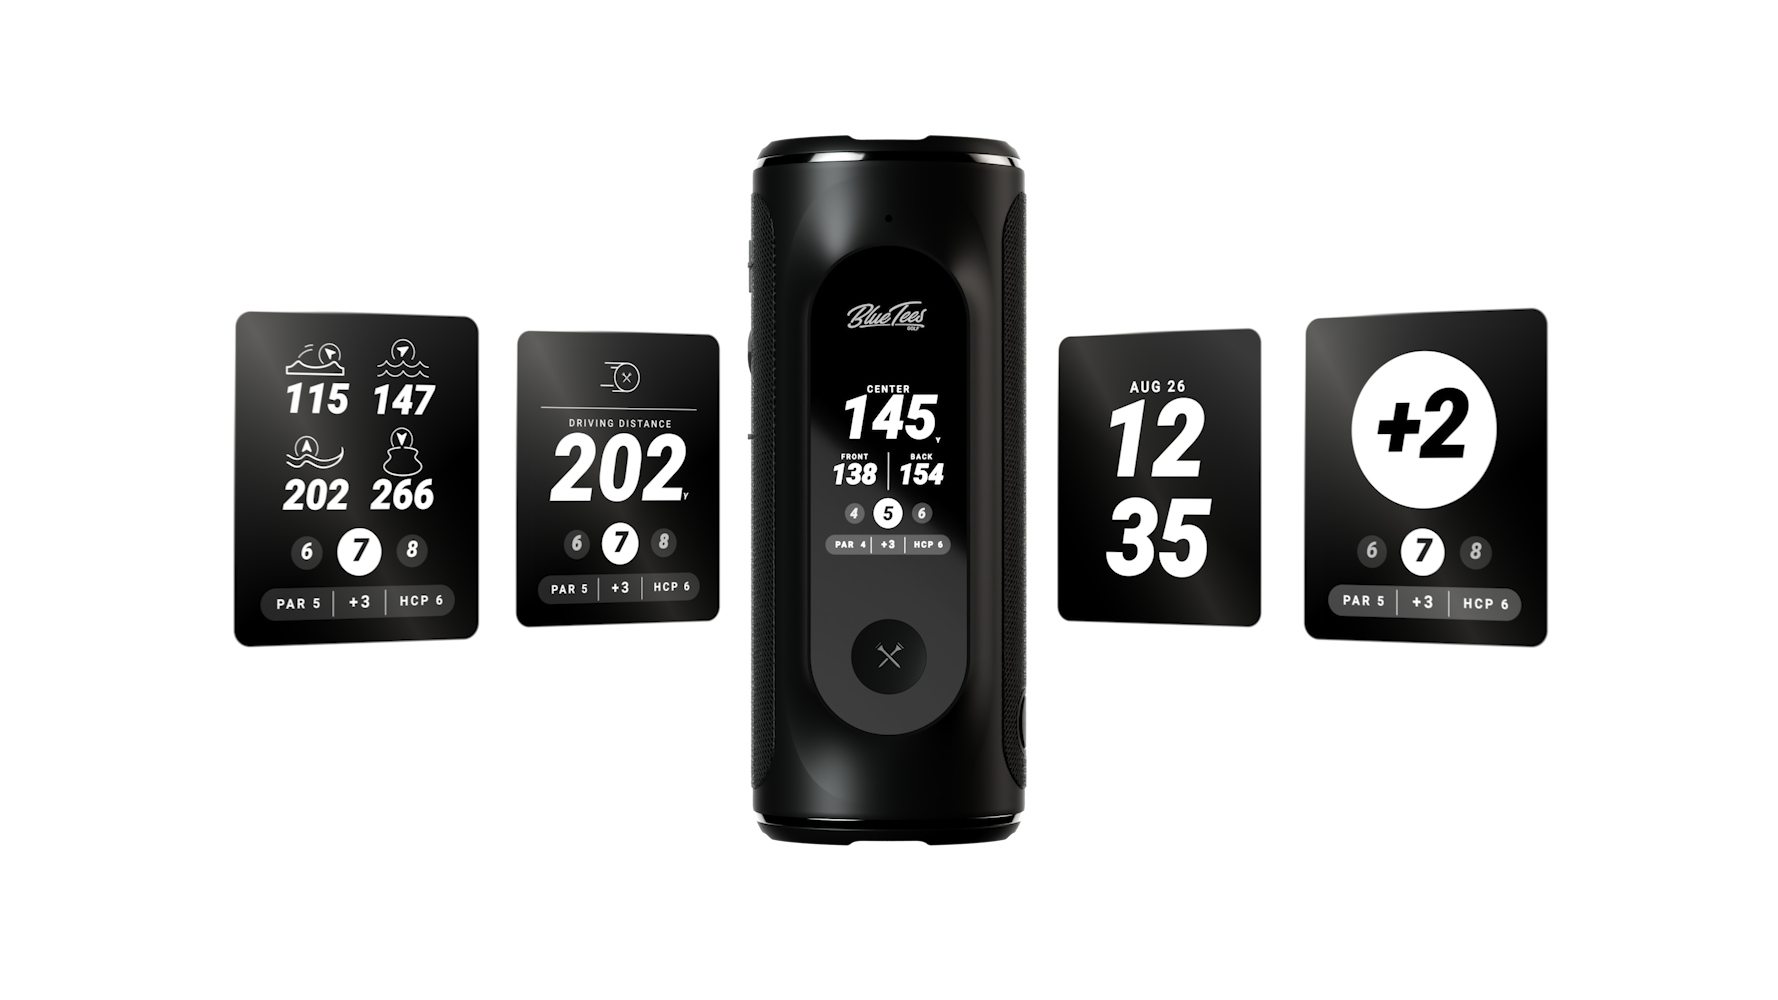 115 147
202 266
6 7 8
PAR 5 | +3 | HCP 6
DRIVING DISTANCE
202Y
6 7 8
PAR 5 | +3 | HCP 6
Blue Tees
GOLF
CENTER
145Y
FRONT BACK
138 | 154
4 5 6
PAR 4 | +3 | HCP 6
AUG 26
12
35
+2
6 7 8
PAR 5 | +3 | HCP 6